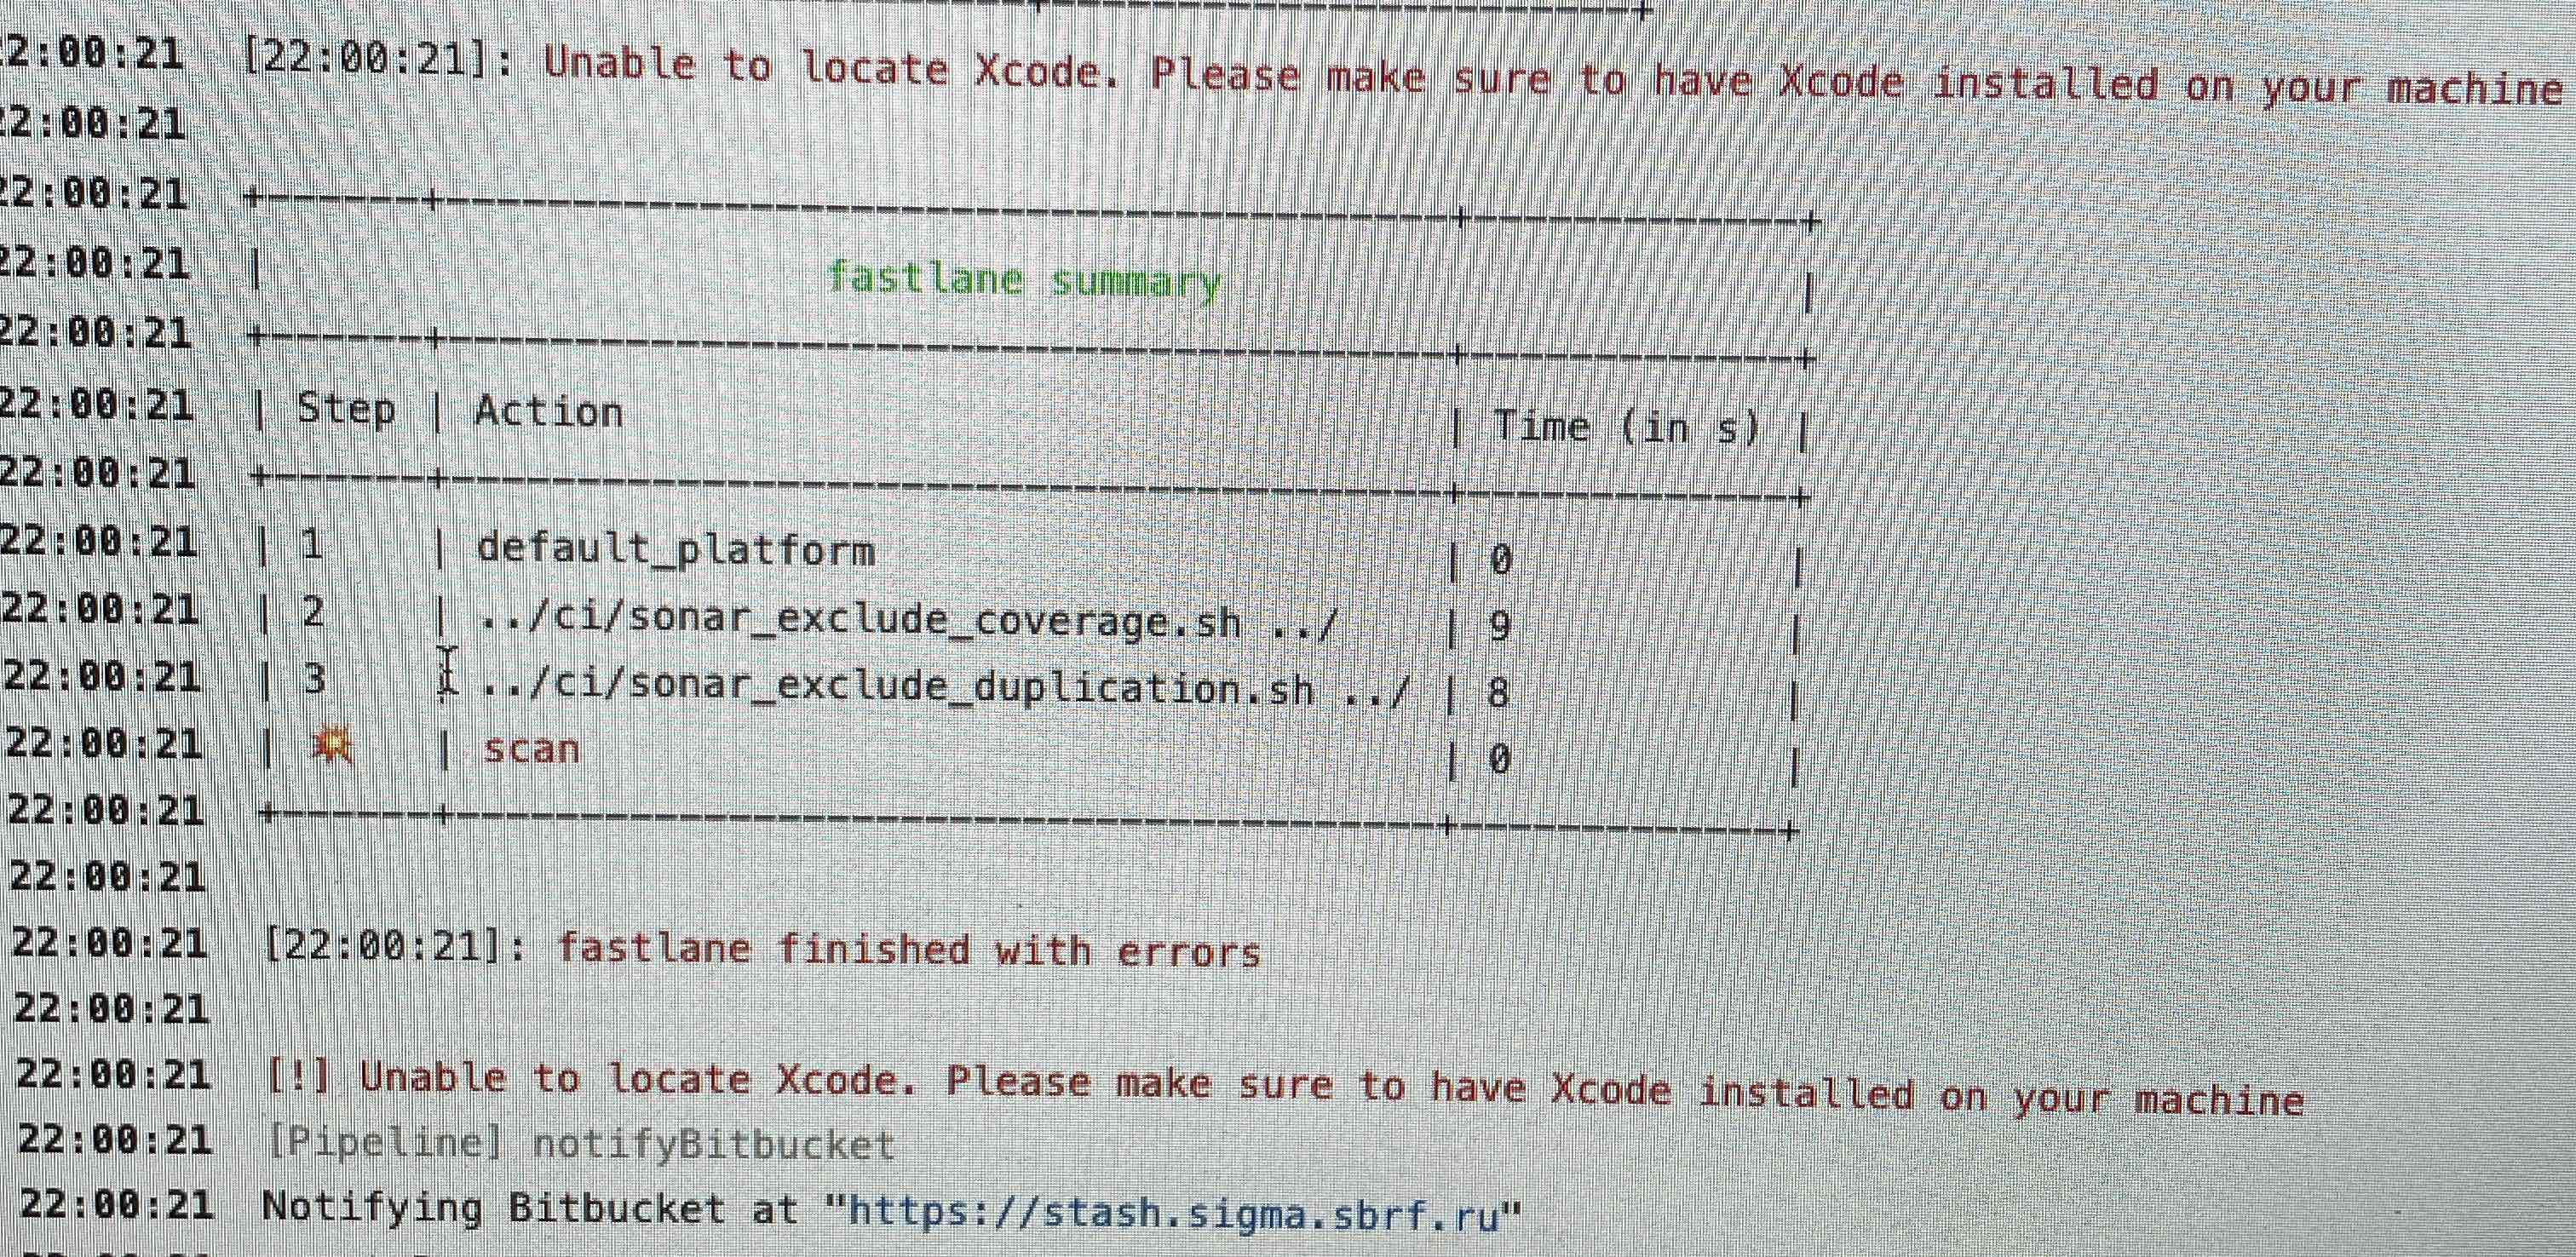 22:00:21 [22:00:21]: Unable to locate Xcode. Please make sure to have Xcode installed on your machine
22:00:21
22:00:21 +------+-----------------------------------------+-------------+
22:00:21 | fastlane summary |
22:00:21 +------+-----------------------------------------+-------------+
22:00:21 | Step | Action | Time (in s) |
22:00:21 +------+-----------------------------------------+-------------+
22:00:21 | 1 | default_platform | 0 |
22:00:21 | 2 | ../ci/sonar_exclude_coverage.sh ../ | 9 |
22:00:21 | 3 | ../ci/sonar_exclude_duplication.sh ../ | 8 |
22:00:21 | 💥 | scan | 0 |
22:00:21 +------+-----------------------------------------+-------------+
22:00:21
22:00:21 [22:00:21]: fastlane finished with errors
22:00:21
22:00:21 [!] Unable to locate Xcode. Please make sure to have Xcode installed on your machine
22:00:21 [Pipeline] notifyBitbucket
22:00:21 Notifying Bitbucket at "https://stash.sigma.sbrf.ru"